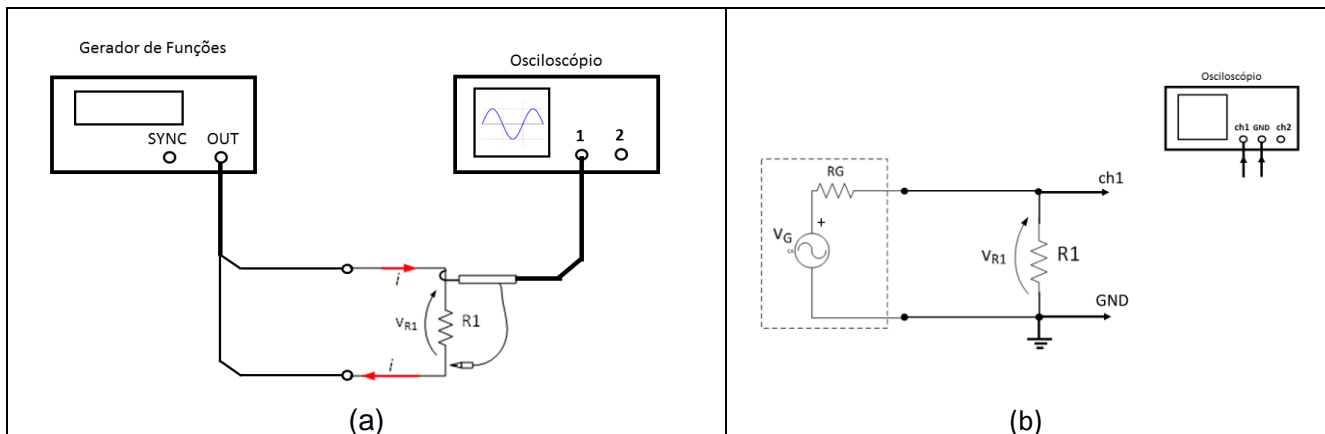 Gerador de Funções
SYNC OUT
Osciloscópio
1 2
i
vR1 R1
i
(a)
Osciloscópio
ch1 GND ch2
RG
ch1
+
VG
VR1 R1
GND
(b)